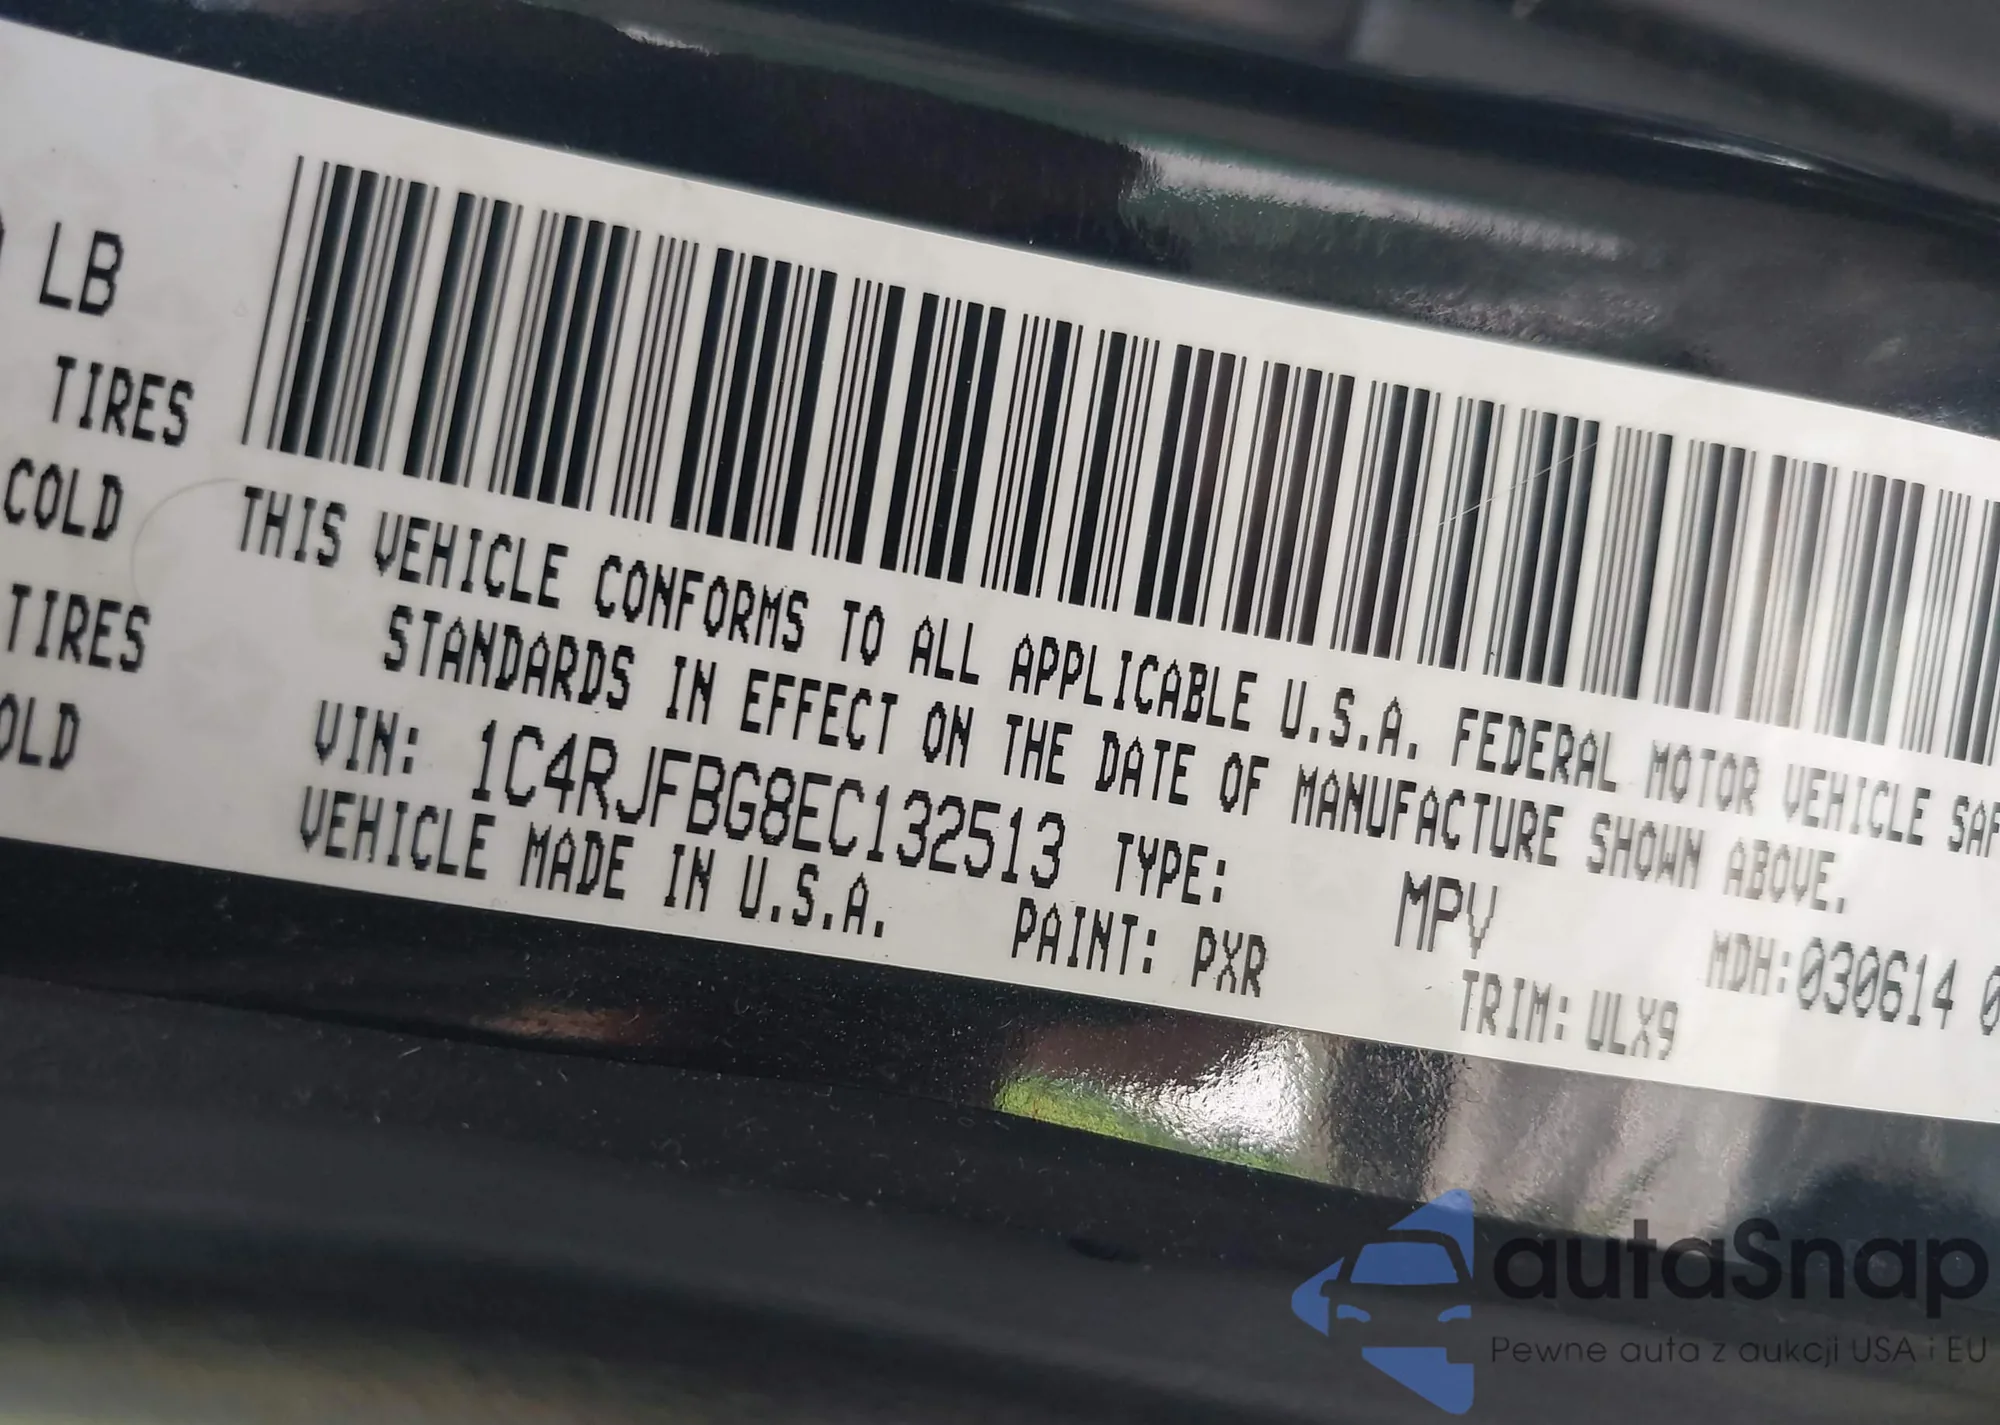 LB
TIRES
COLD
TIRES
OLD
THIS VEHICLE CONFORMS TO ALL APPLICABLE U.S.A. FEDERAL MOTOR VEHICLE SAF
STANDARDS IN EFFECT ON THE DATE OF MANUFACTURE SHOWN ABOVE.
VIN: 1C4RJFBG8EC132513 TYPE: MPV MDH:030614 0
VEHICLE MADE IN U.S.A. PAINT: PXR TRIM: ULX9
autaSnap
Pewne auta z aukcji USA i EU